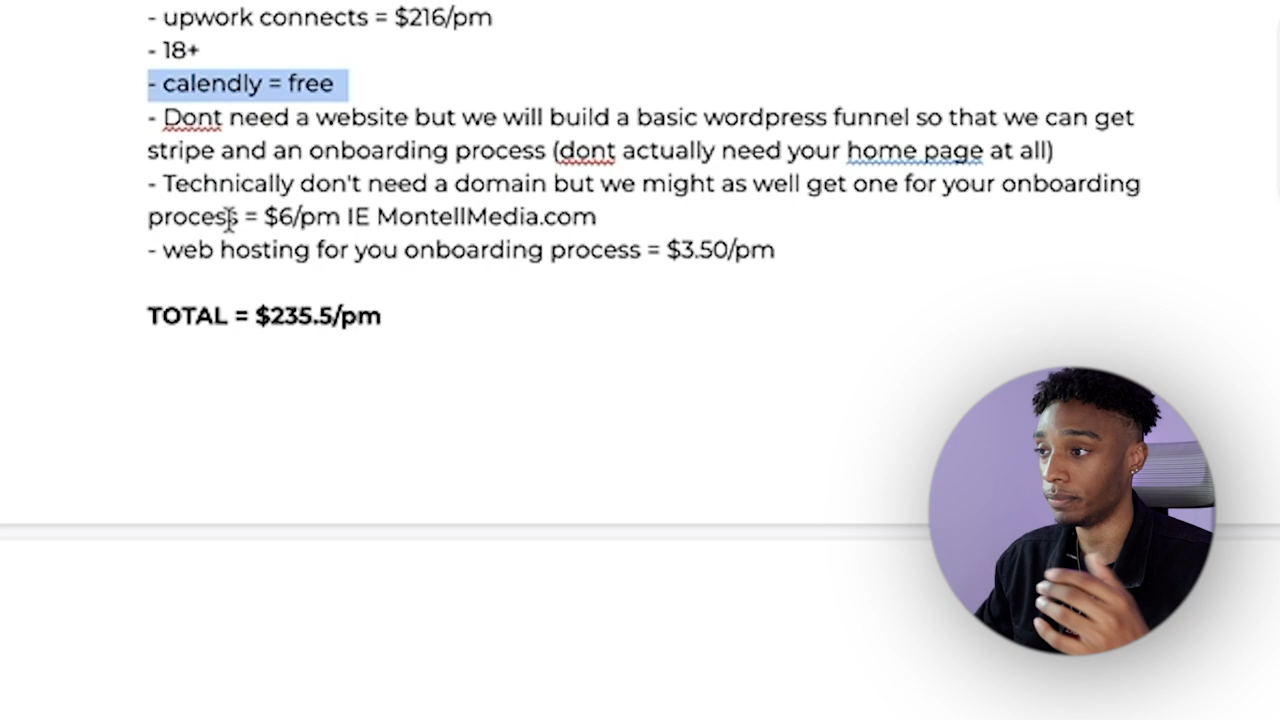 - upwork connects = $216/pm
- 18+
- calendly = free
- Dont need a website but we will build a basic wordpress funnel so that we can get
stripe and an onboarding process (dont actually need your home page at all)
- Technically don't need a domain but we might as well get one for your onboarding
process = $6/pm IE MontellMedia.com
- web hosting for you onboarding process = $3.50/pm
TOTAL = $235.5/pm